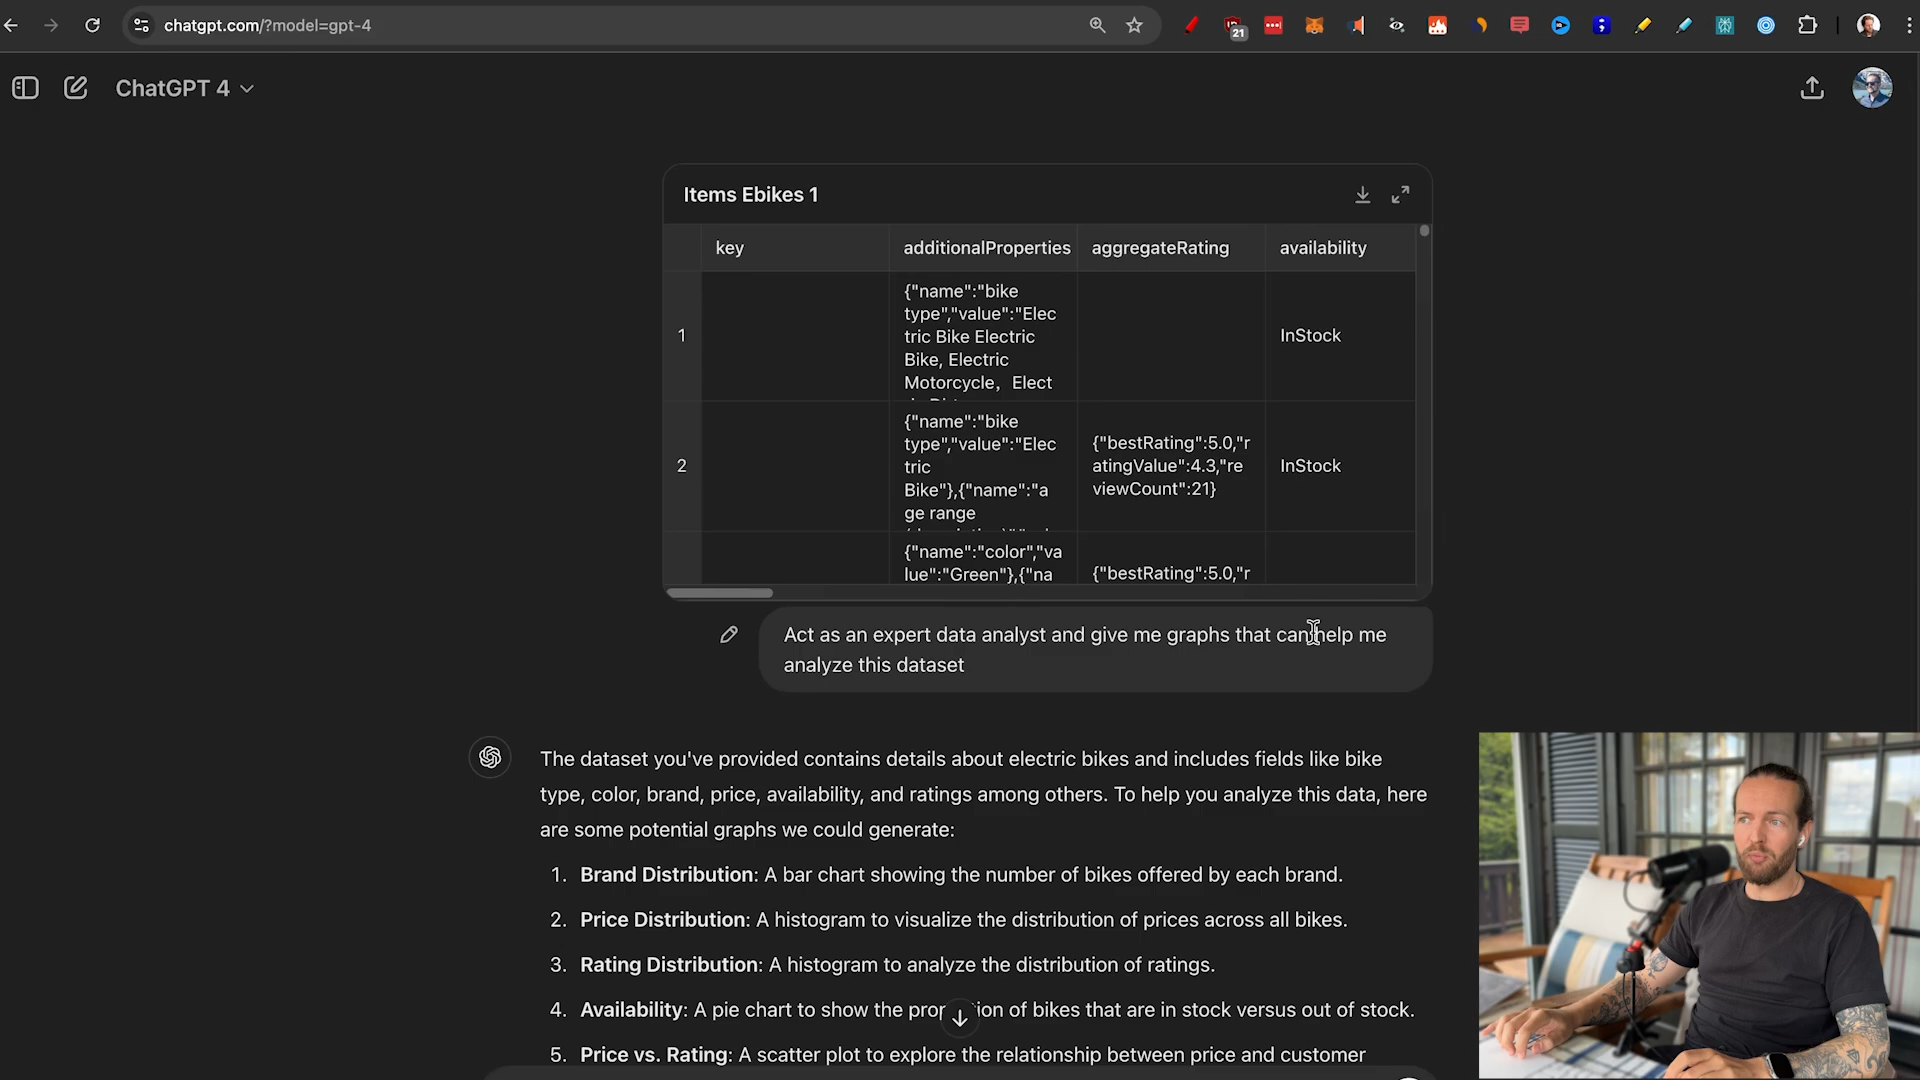 chatgpt.com/?model=gpt-4
21
ChatGPT 4
Items Ebikes 1
key
additionalProperties
aggregateRating
availability
1
{"name":"bike
type","value":"Elec
tric Bike Electric
Bike, Electric
Motorcycle, Elect
InStock
2
{"name":"bike
type","value":"Elec
tric
Bike"},{"name":"a
ge range
{"bestRating":5.0,"r
atingValue":4.3,"re
viewCount":21}
InStock
{"name":"color","va
lue":"Green"},{"na
{"bestRating":5.0,"r
Act as an expert data analyst and give me graphs that can help me
analyze this dataset
The dataset you've provided contains details about electric bikes and includes fields like bike
type, color, brand, price, availability, and ratings among others. To help you analyze this data, here
are some potential graphs we could generate:
1. Brand Distribution: A bar chart showing the number of bikes offered by each brand.
2. Price Distribution: A histogram to visualize the distribution of prices across all bikes.
3. Rating Distribution: A histogram to analyze the distribution of ratings.
4. Availability: A pie chart to show the of bikes that are in stock versus out of stock.
5. Price vs. Rating: A scatter plot to explore the relationship between price and customer